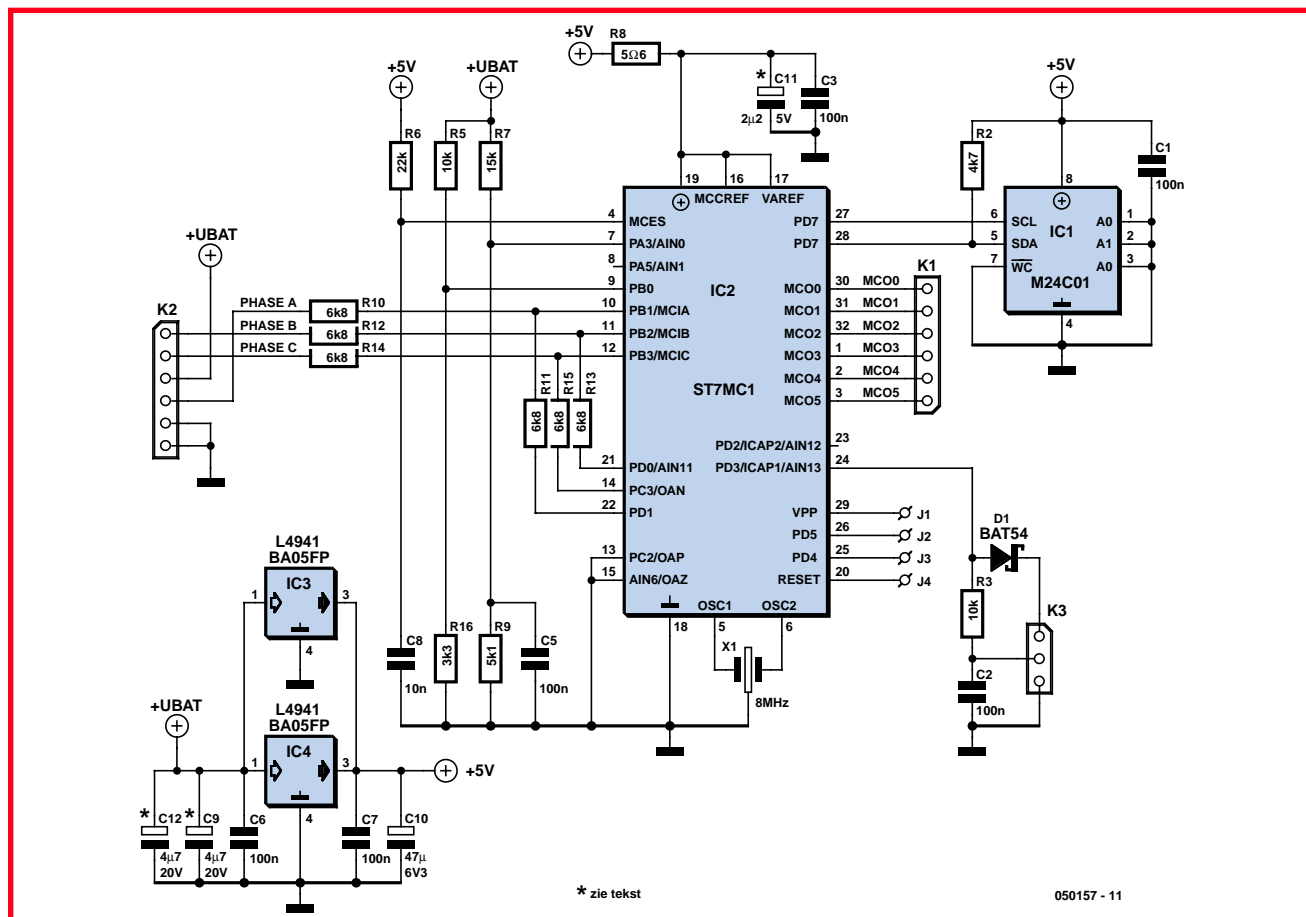 +5V
R8
5Ω6
+5V
+UBAT
*
C11
C3
2μ2
5V
100n
+5V
R6
R5
R7
22k
10k
15k
R2
4k7
C1
100n
19
16
17
MCCREF
VAREF
8
4
MCES
PD7
27
6
SCL
A0
1
7
PA3/AIN0
PD7
28
5
SDA
IC1
A1
2
8
PA5/AIN1
7
WC
A0
3
9
PB0
IC2
30
MCO0
K1
M24C01
4
MCO0
+UBAT
K2
PHASE A
R10
6k8
10
PB1/MCIA
MCO1
31
MCO1
PHASE B
R12
6k8
11
PB2/MCIB
MCO2
32
MCO2
PHASE C
R14
6k8
12
PB3/MCIC
MCO3
1
MCO3
ST7MC1
MCO4
2
MCO4
MCO5
3
MCO5
R11
R15
R13
6k8
6k8
6k8
PD2/ICAP2/AIN12
23
21
PD0/AIN11
PD3/ICAP1/AIN13
24
14
PC3/OAN
22
PD1
VPP
29
J1
PD5
26
J2
13
PC2/OAP
PD4
25
J3
15
AIN6/OAZ
RESET
20
J4
D1
BAT54
OSC1
OSC2
18
5
6
X1
8MHz
R3
10k
K3
C2
100n
L4941
BA05FP
IC3
1
3
4
C8
10n
R16
3k3
R9
5k1
C5
100n
+UBAT
L4941
BA05FP
IC4
1
3
4
+5V
*
C12
4μ7
20V
*
C9
4μ7
20V
C6
100n
C7
100n
C10
47μ
6V3
* zie tekst
050157 - 11